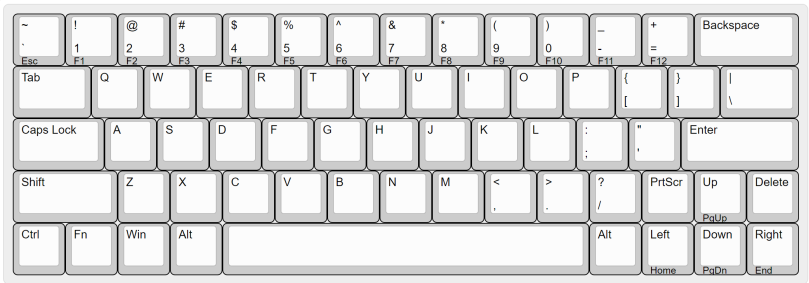 ~ ! @ # $ % ^ & * ( ) _ + Backspace
` 1 2 3 4 5 6 7 8 9 0 - =
Esc F1 F2 F3 F4 F5 F6 F7 F8 F9 F10 F11 F12
Tab Q W E R T Y U I O P { } |
[ ] \
Caps Lock A S D F G H J K L : " Enter
; '
Shift Z X C V B N M < > ? PrtScr Up Delete
, . /
PgUp
Ctrl Fn Win Alt Alt Left Down Right
Home PgDn End